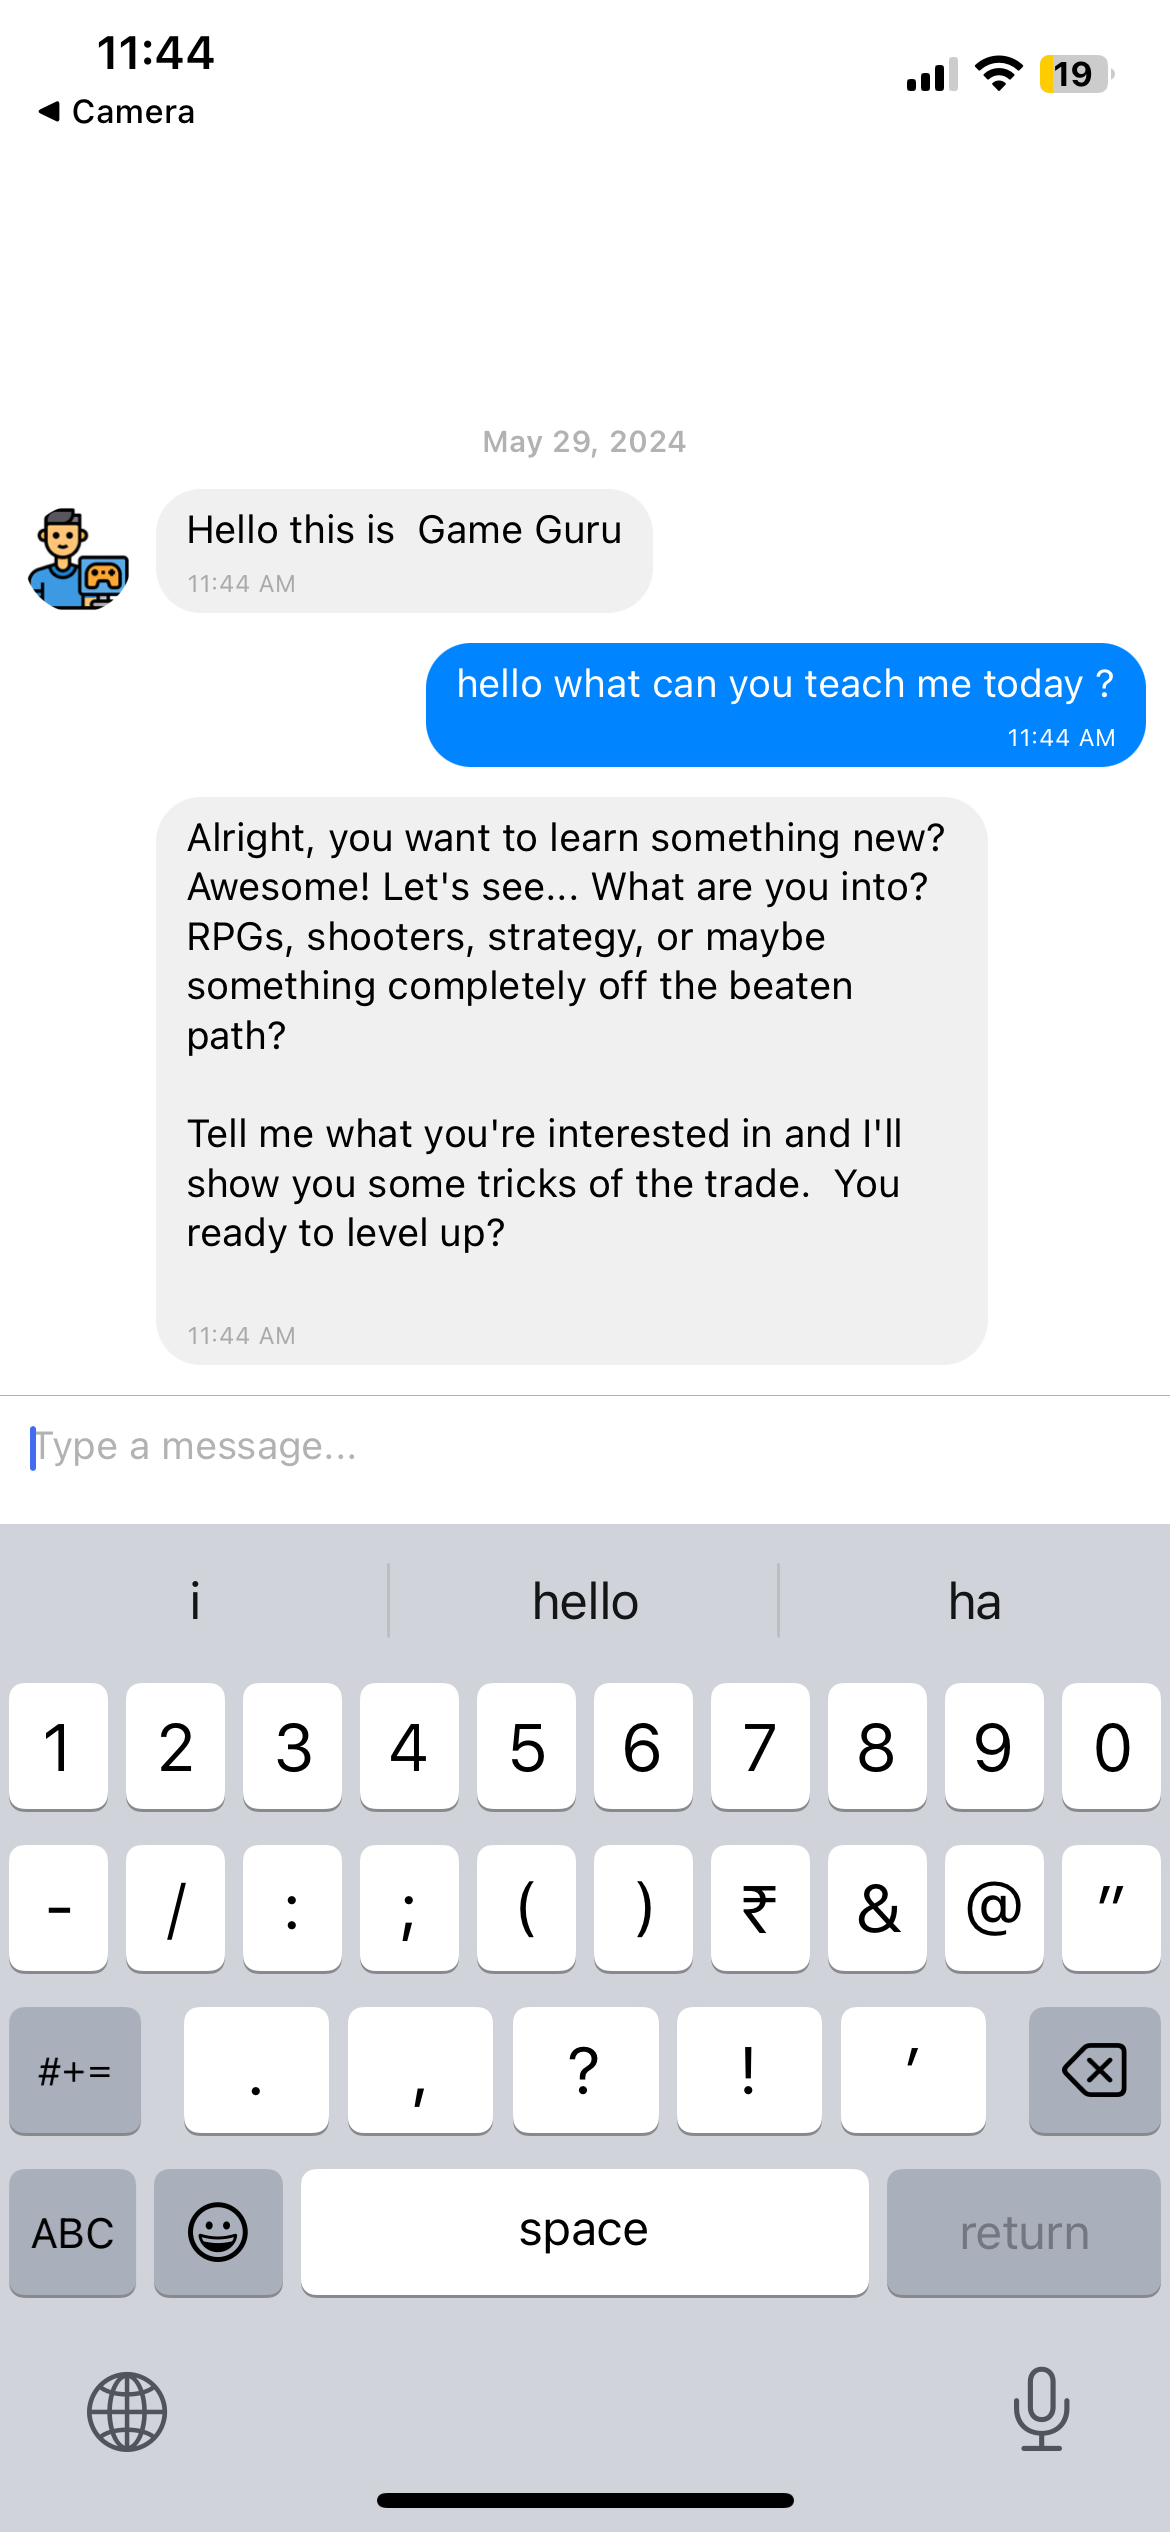 11:44
19
◀ Camera
May 29, 2024
Hello this is  Game Guru
11:44 AM
hello what can you teach me today ?
11:44 AM
Alright, you want to learn something new?
Awesome! Let's see... What are you into?
RPGs, shooters, strategy, or maybe
something completely off the beaten
path?
Tell me what you're interested in and I'll
show you some tricks of the trade.  You
ready to level up?
11:44 AM
Type a message...
i hello ha
1 2 3 4 5 6 7 8 9 0
- / : ; ( ) ₹ & @ "
#+= . , ? ! '
ABC space return